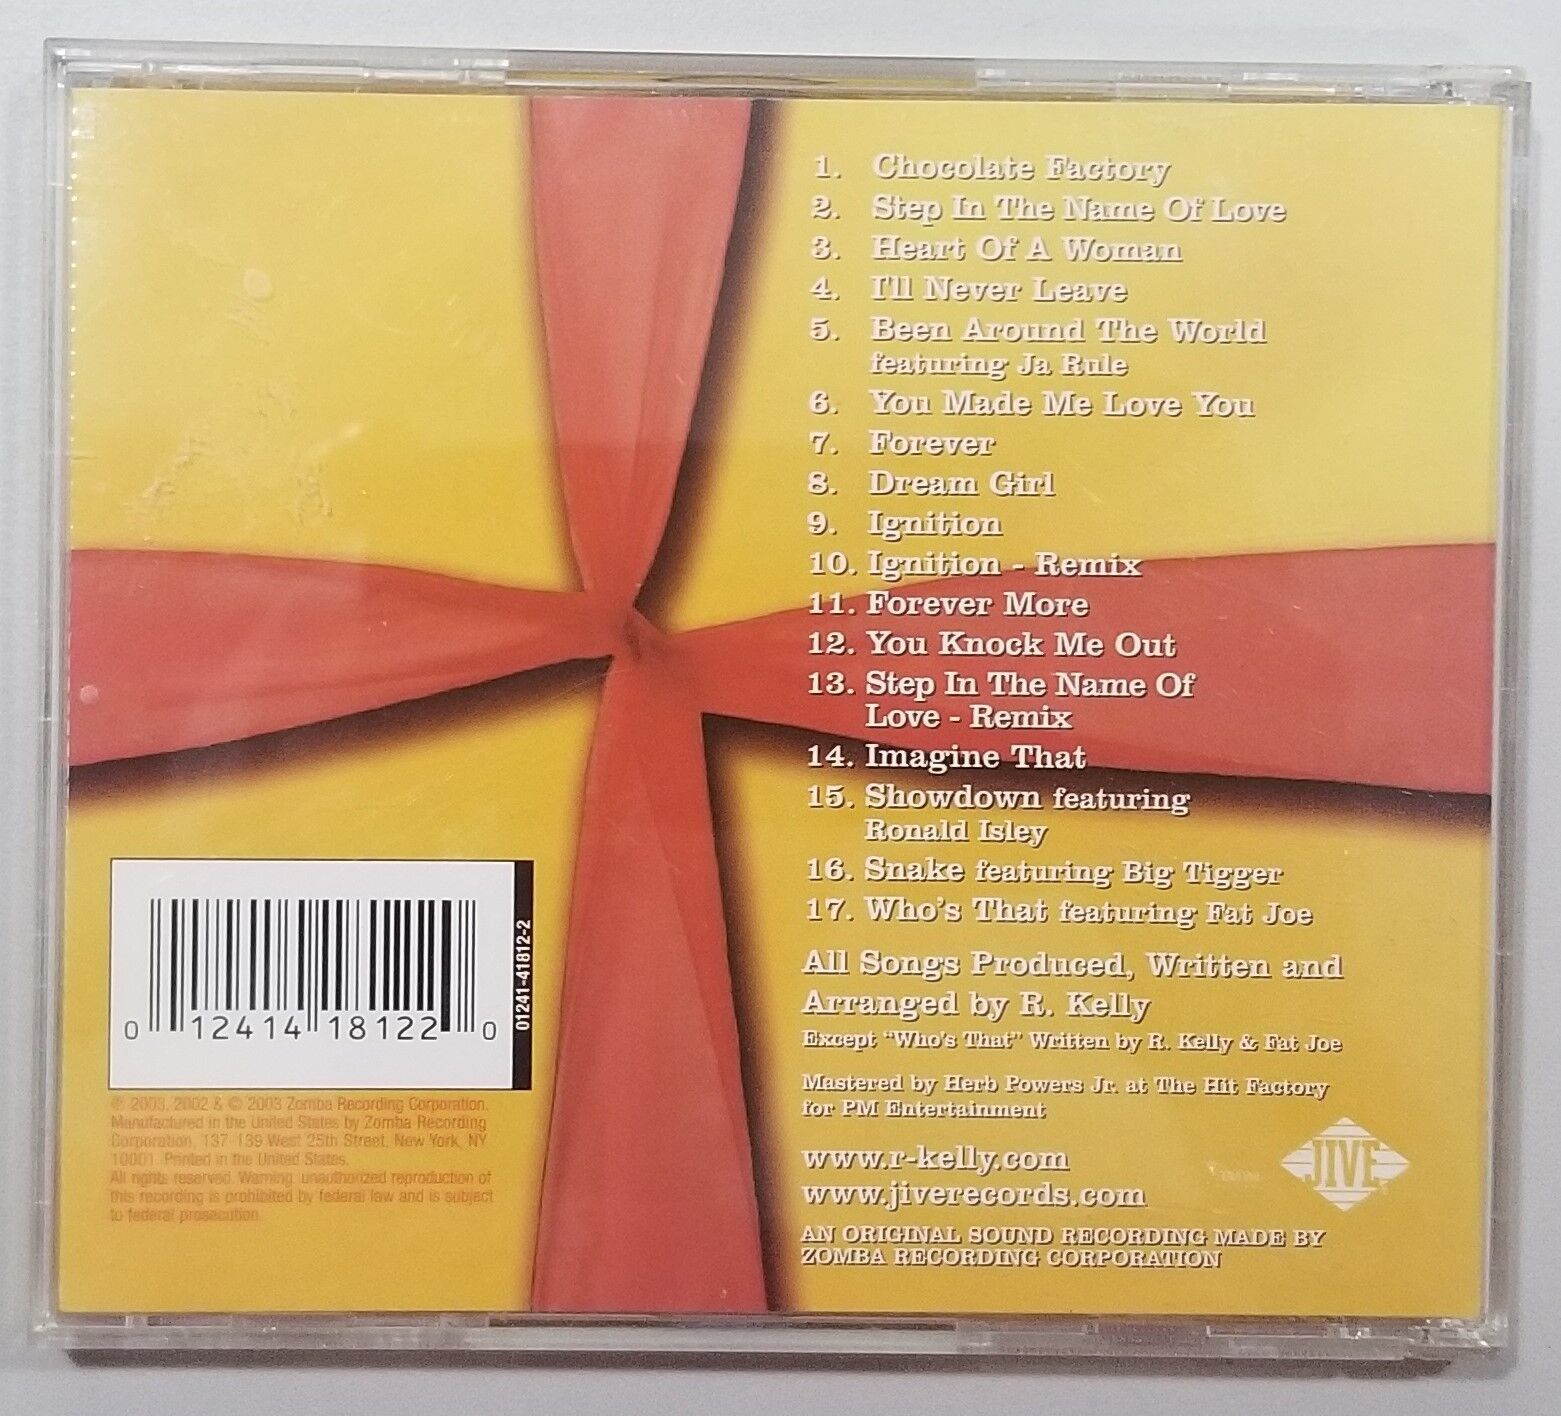 1. Chocolate Factory
2. Step In The Name Of Love
3. Heart Of A Woman
4. I'll Never Leave
5. Been Around The World
featuring Ja Rule
6. You Made Me Love You
7. Forever
8. Dream Girl
9. Ignition
10. Ignition - Remix
11. Forever More
12. You Knock Me Out
13. Step In The Name Of
Love - Remix
14. Imagine That
15. Showdown featuring
Ronald Isley
16. Snake featuring Big Tigger
17. Who's That featuring Fat Joe
All Songs Produced, Written and
Arranged by R. Kelly
Except "Who's That" Written by R. Kelly & Fat Joe
Mastered by Herb Powers Jr. at The Hit Factory
for PM Entertainment
www.r-kelly.com
www.jiverecords.com
JIVE
AN ORIGINAL SOUND RECORDING MADE BY
ZOMBA RECORDING CORPORATION
01241-41812-2
0 12414 18122 0
℗ 2003, 2002 & © 2003 Zomba Recording Corporation.
Manufactured in the United States by Zomba Recording
Corporation, 137-139 West 25th Street, New York, NY
10001. Printed in the United States.
All rights reserved. Warning: unauthorized reproduction of
this recording is prohibited by federal law and is subject
to federal prosecution.